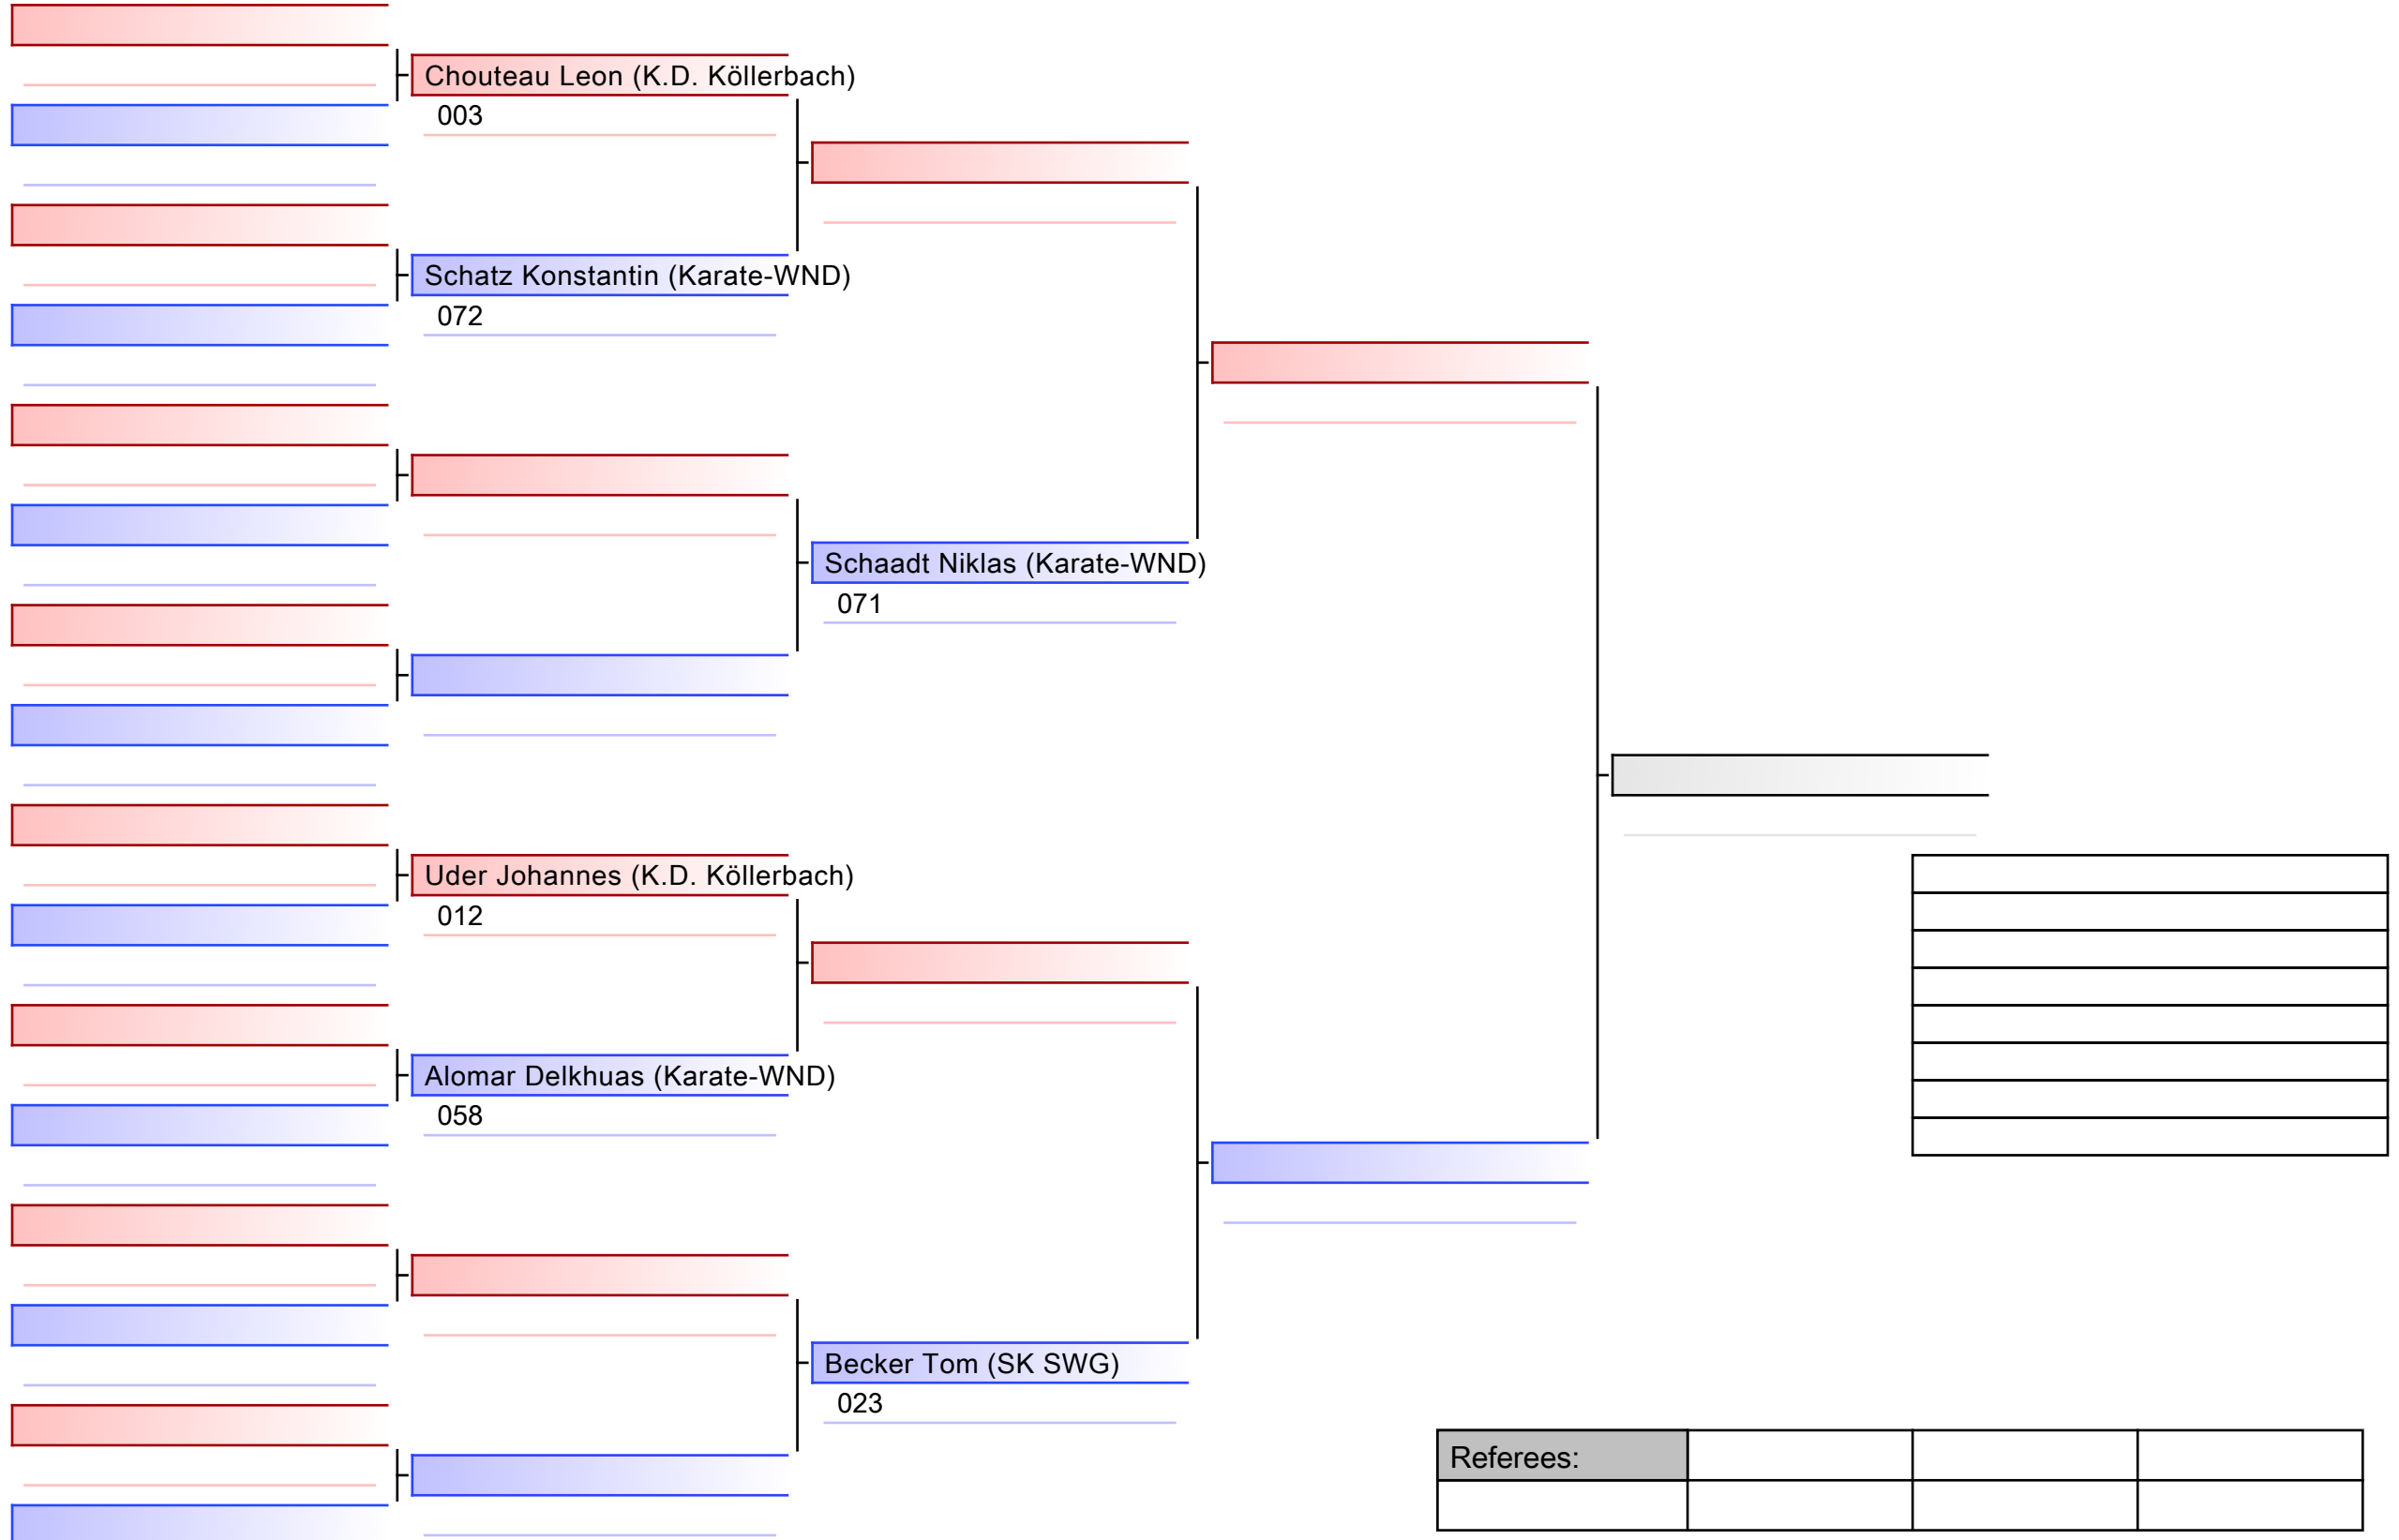 Chouteau Leon (K.D. Köllerbach)
003
Schatz Konstantin (Karate-WND)
072
Schaadt Niklas (Karate-WND)
071
Uder Johannes (K.D. Köllerbach)
012
Alomar Delkhuas (Karate-WND)
058
Becker Tom (SK SWG)
023
Referees: